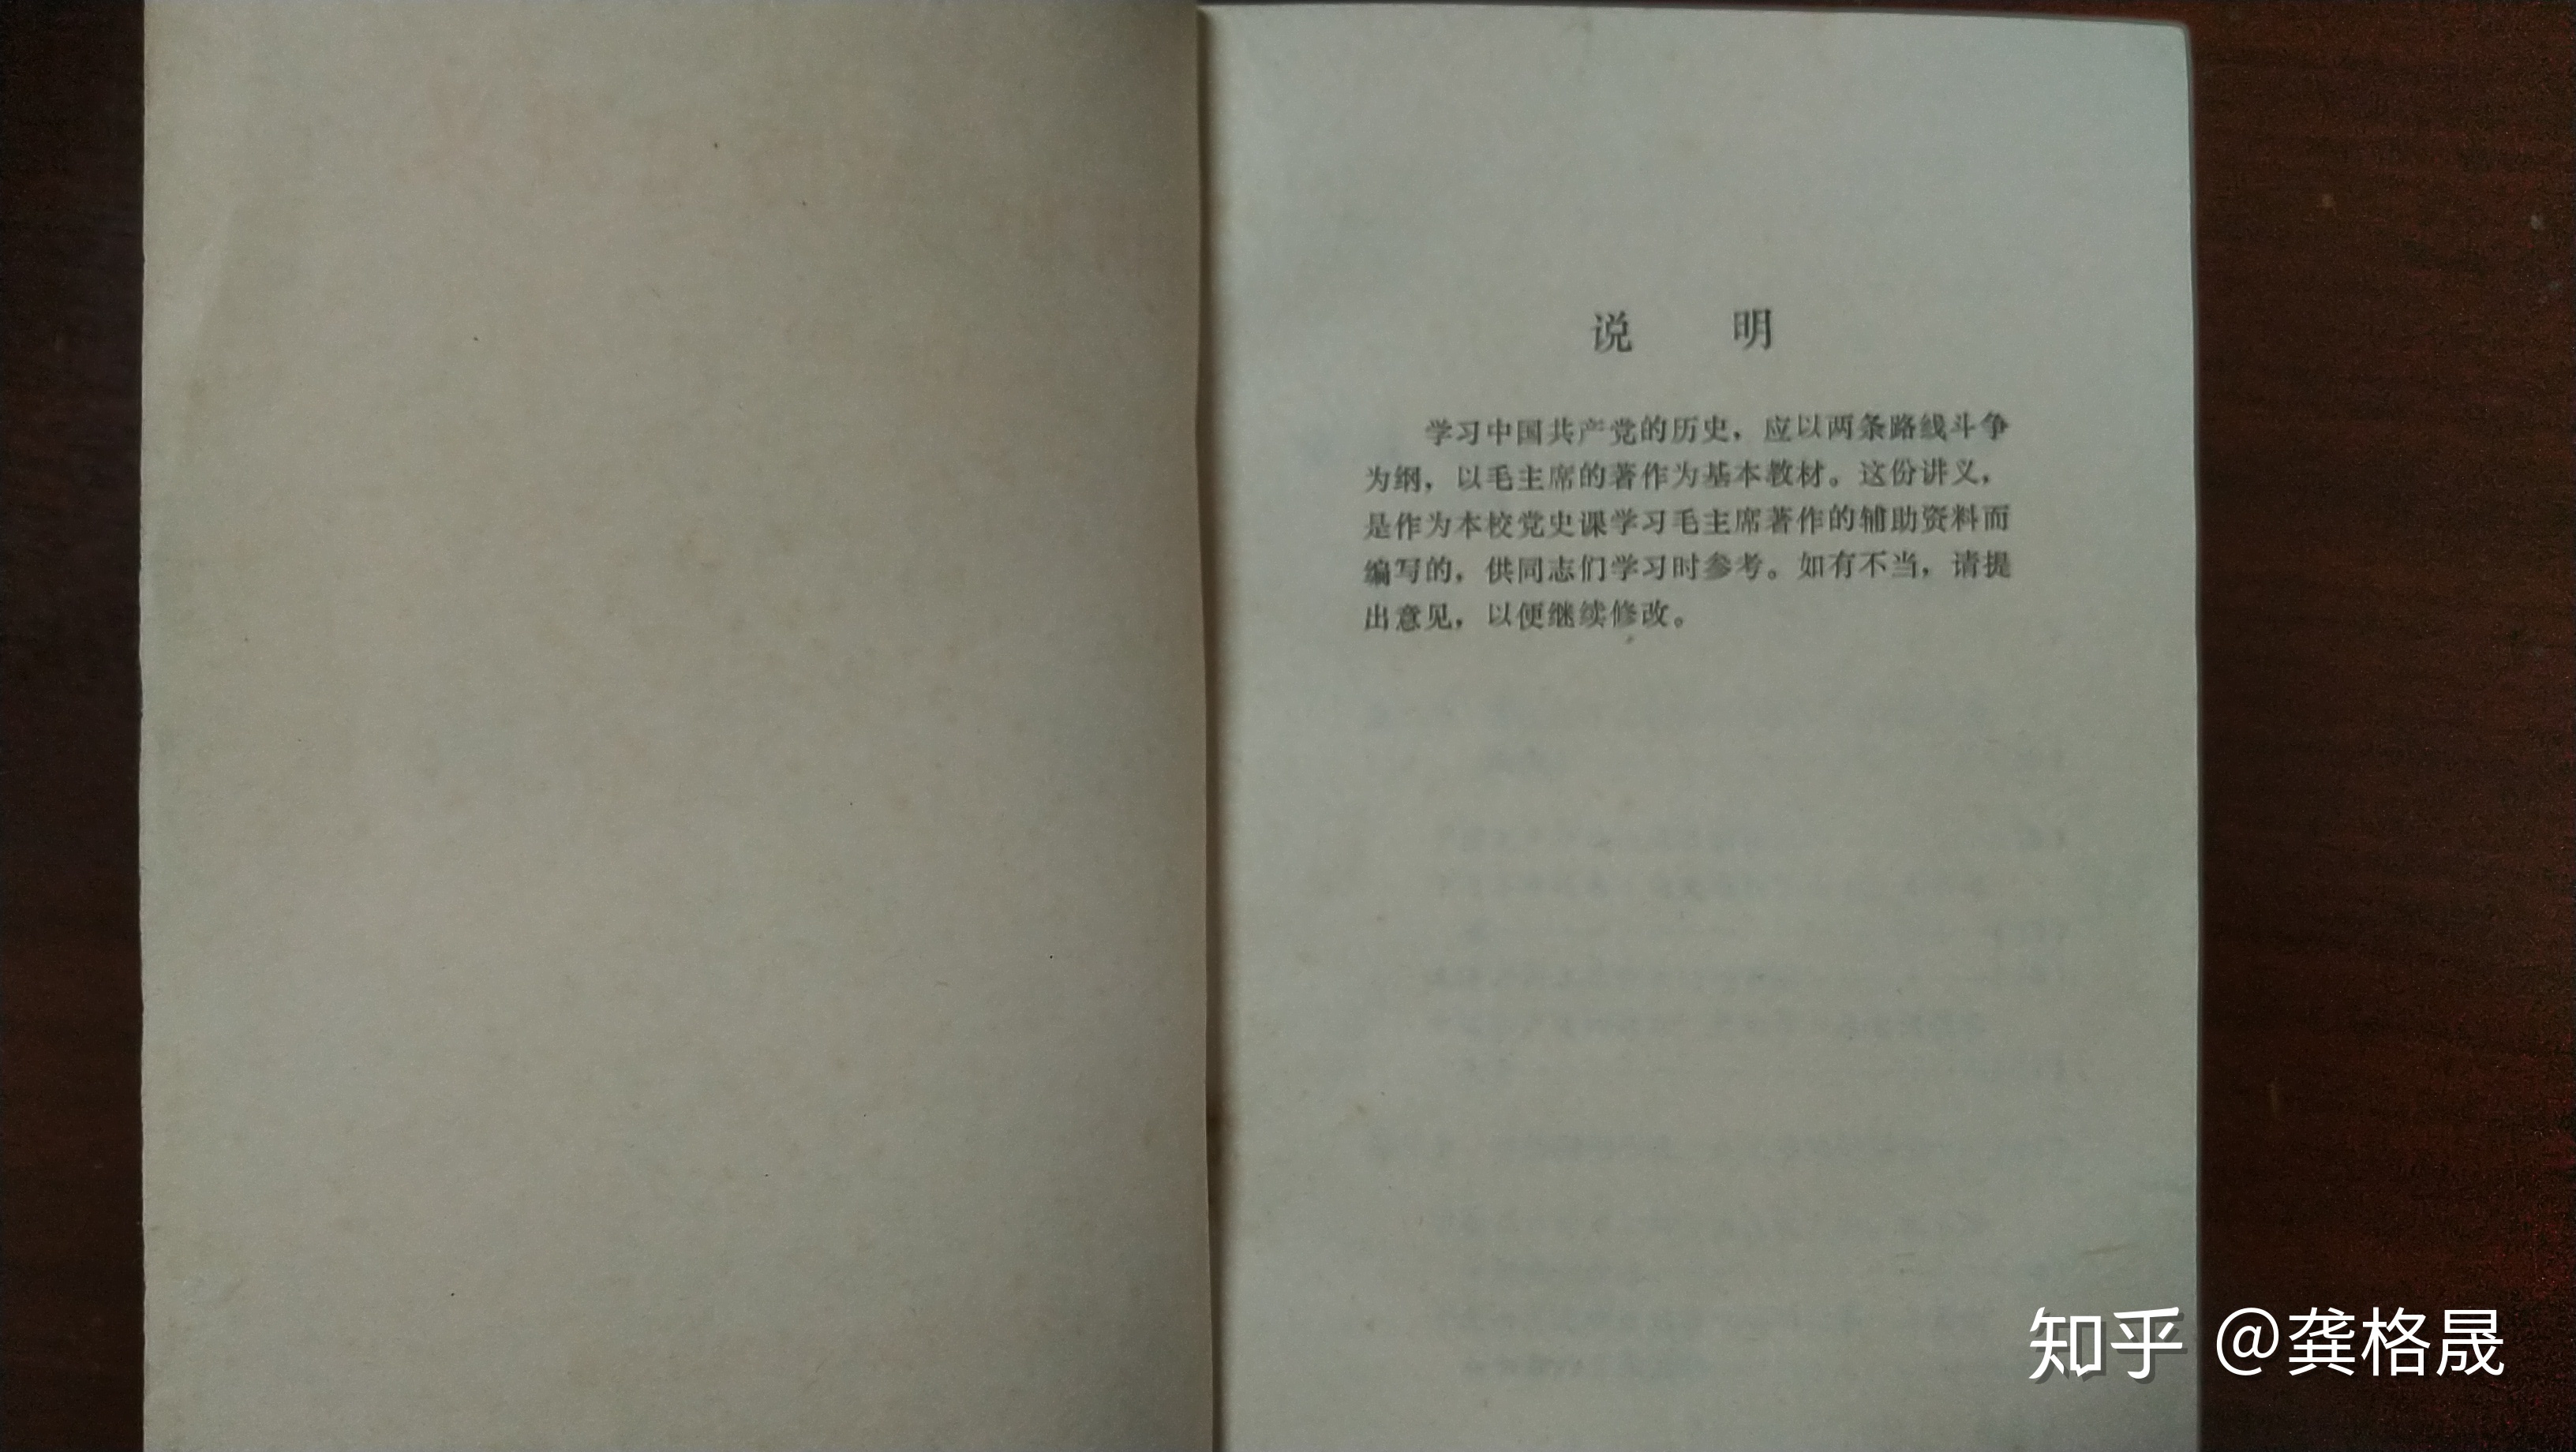 说 明
学习中国共产党的历史，应以两条路线斗争
为纲，以毛主席的著作为基本教材。这份讲义，
是作为本校党史课学习毛主席著作的辅助资料而
编写的，供同志们学习时参考。如有不当，请提
出意见，以便继续修改。
知乎 @龚格晟